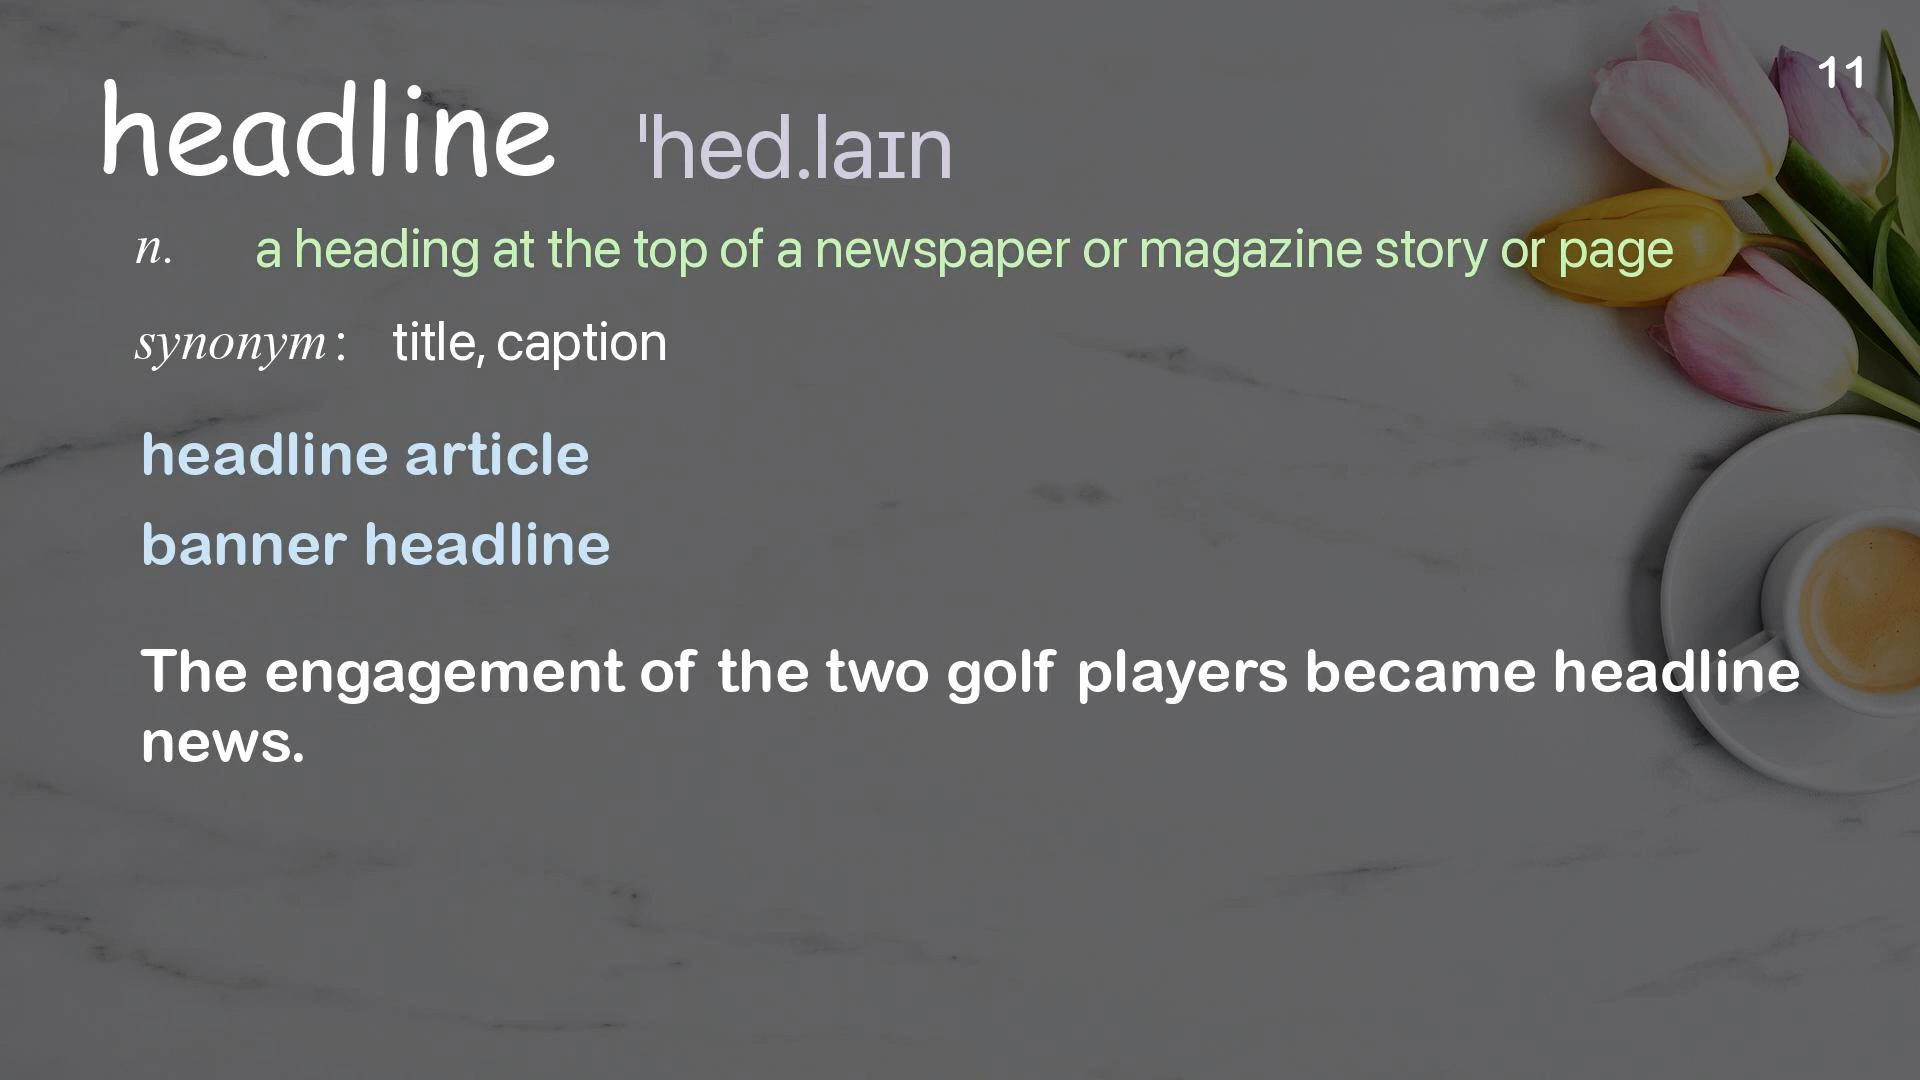 11
headline ˈhed.laɪn
n. a heading at the top of a newspaper or magazine story or page
synonym: title, caption
headline article
banner headline
The engagement of the two golf players became headline
news.